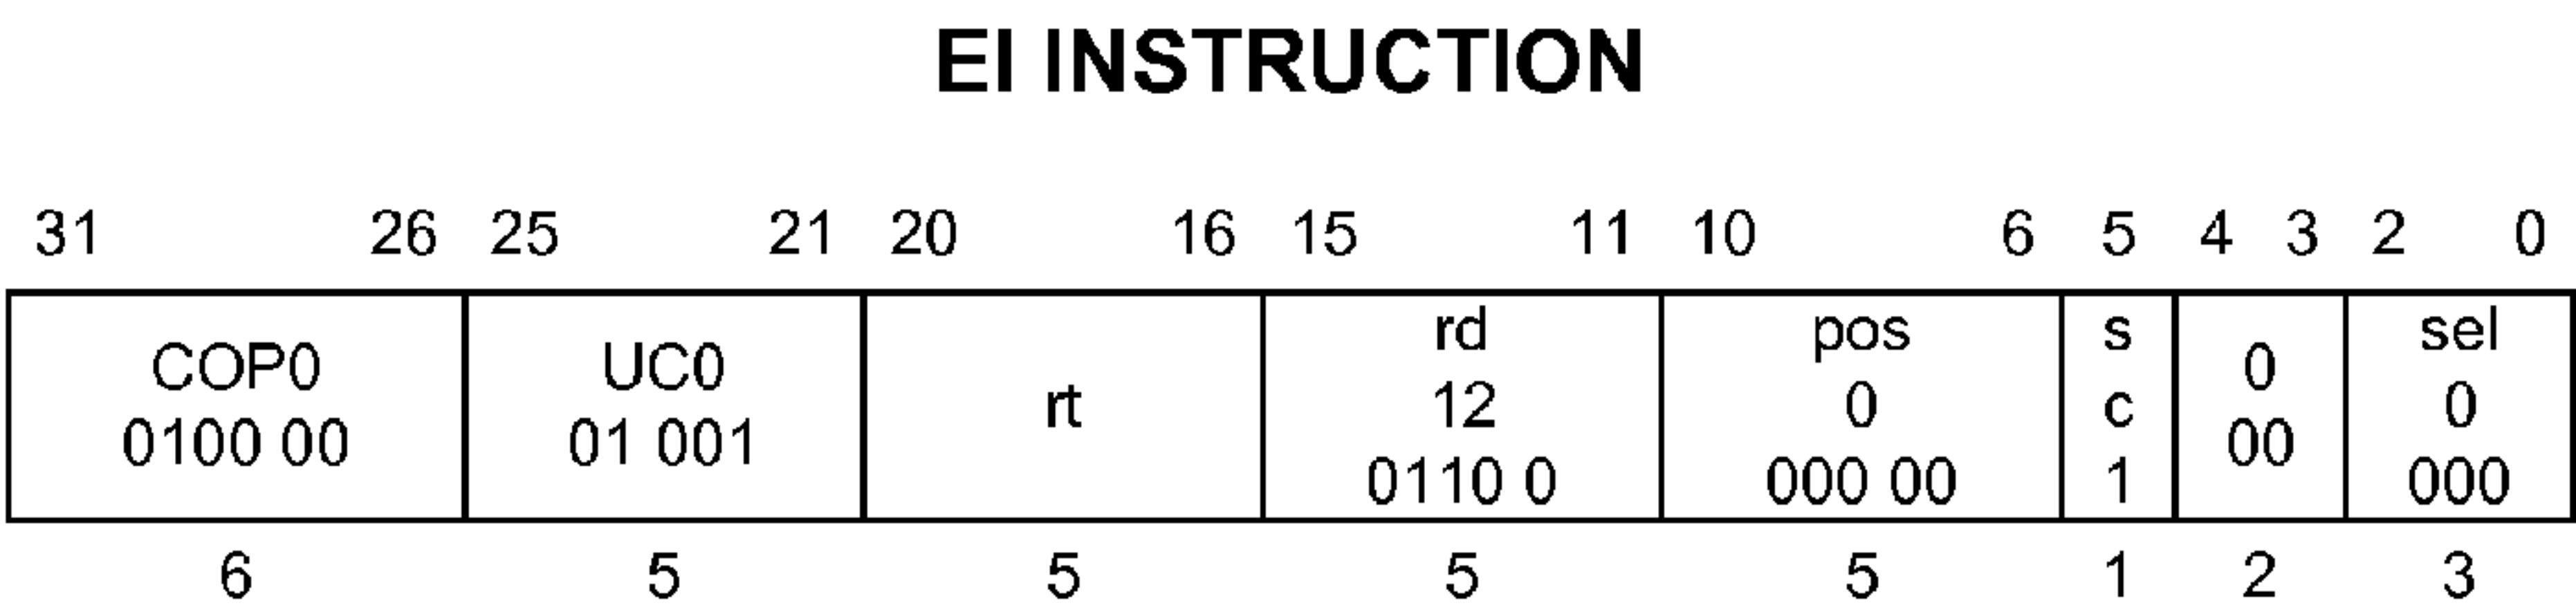 EI INSTRUCTION
31 26 25 21 20 16 15 11 10 6 5 4 3 2 0
COP0
0100 00
UC0
01 001
rt
rd
12
0110 0
pos
0
000 00
s
c
1
0
00
sel
0
000
6 5 5 5 5 1 2 3